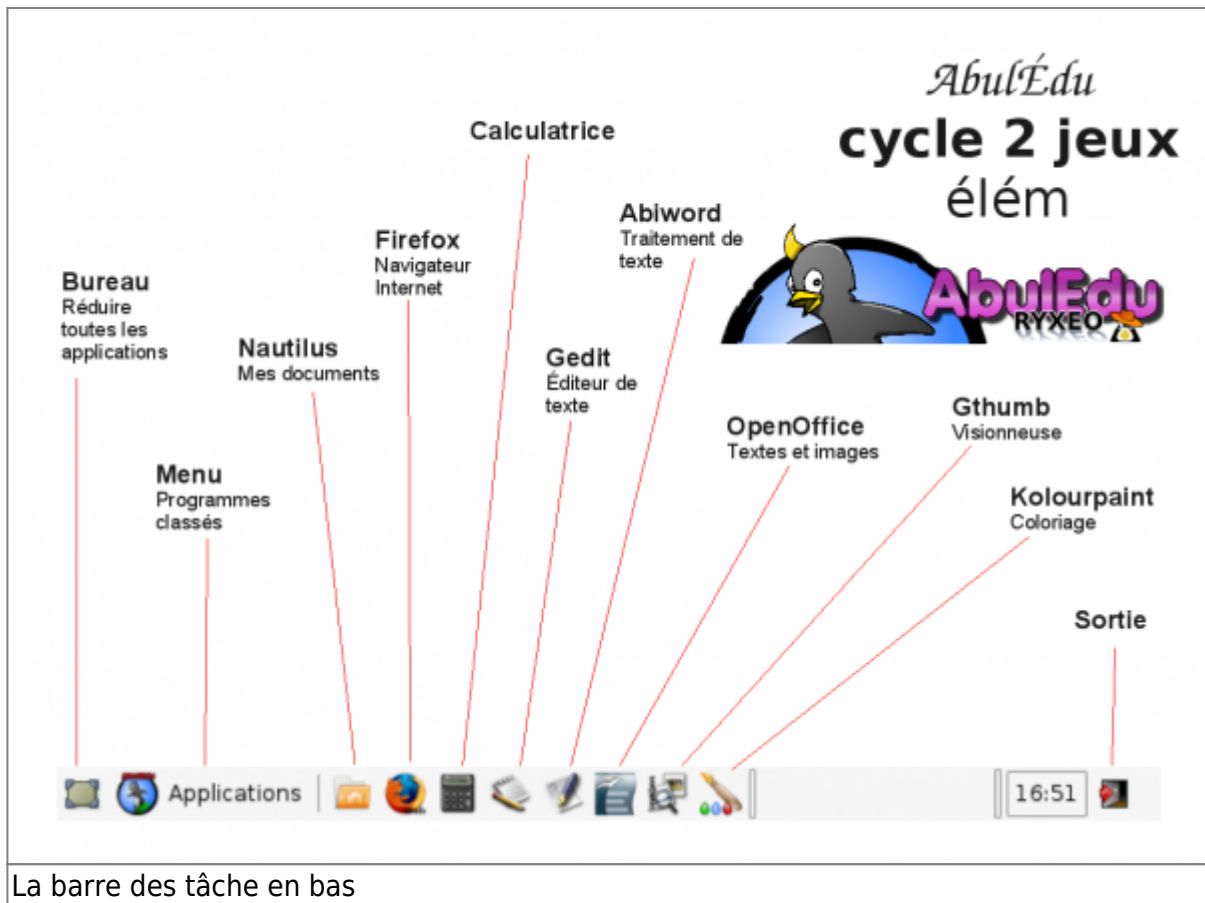 AbulÉdu
cycle 2 jeux
élém
AbulEdu
RYXEO
Calculatrice
Abiword
Traitement de
texte
Firefox
Navigateur
Internet
Bureau
Réduire
toutes les
applications
Nautilus
Mes documents
Gedit
Éditeur de
texte
OpenOffice
Textes et images
Gthumb
Visionneuse
Menu
Programmes
classés
Kolourpaint
Coloriage
Sortie
Applications
16:51
La barre des tâche en bas